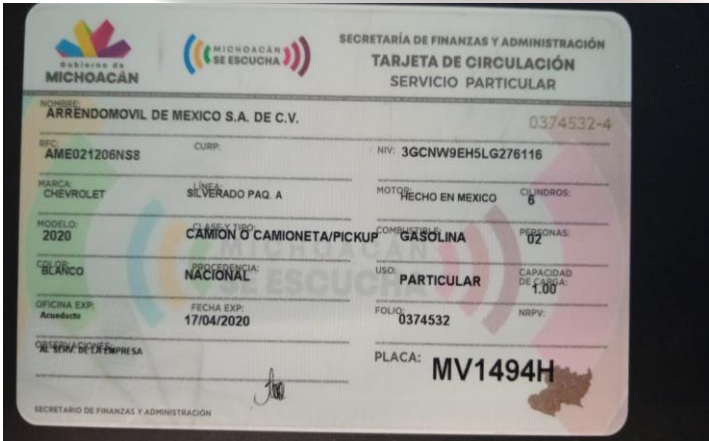 Gobierno de
MICHOACÁN
MICHOACÁN
SE ESCUCHA
SECRETARÍA DE FINANZAS Y ADMINISTRACIÓN
TARJETA DE CIRCULACIÓN
SERVICIO PARTICULAR
NOMBRE:
ARRENDOMOVIL DE MEXICO S.A. DE C.V.
0374532-4
RFC: CURP: NIV: 3GCNW9EH5LG276116
AME021206NS8
MARCA: LÍNEA: MOTOR: CILINDROS:
CHEVROLET SILVERADO PAQ. A HECHO EN MEXICO 6
MODELO: CLASE Y TIPO: COMBUSTIBLE: PERSONAS:
2020 CAMION O CAMIONETA/PICKUP GASOLINA 02
COLOR: PROCEDENCIA: USO: CAPACIDAD DE CARGA:
BLANCO NACIONAL PARTICULAR 1.00
OFICINA EXP: FECHA EXP: FOLIO: NRPV:
Acueducto 17/04/2020 0374532
OBSERVACIONES:
AL SERV. DE LA EMPRESA
PLACA: MV1494H
SECRETARIO DE FINANZAS Y ADMINISTRACIÓN
MICHOACÁN
SE ESCUCHA